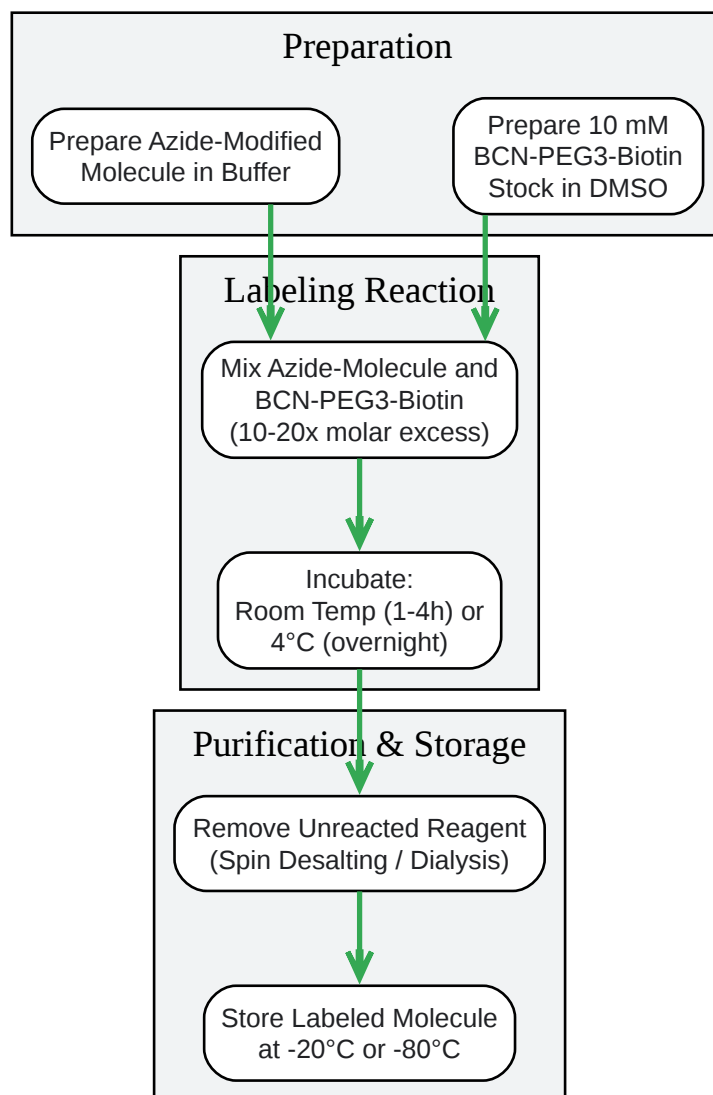 Preparation
Prepare Azide-Modified
Molecule in Buffer
Prepare 10 mM
BCN-PEG3-Biotin
Stock in DMSO
Labeling Reaction
Mix Azide-Molecule and
BCN-PEG3-Biotin
(10-20x molar excess)
Incubate:
Room Temp (1-4h) or
4°C (overnight)
Purification & Storage
Remove Unreacted Reagent
(Spin Desalting / Dialysis)
Store Labeled Molecule
at -20°C or -80°C